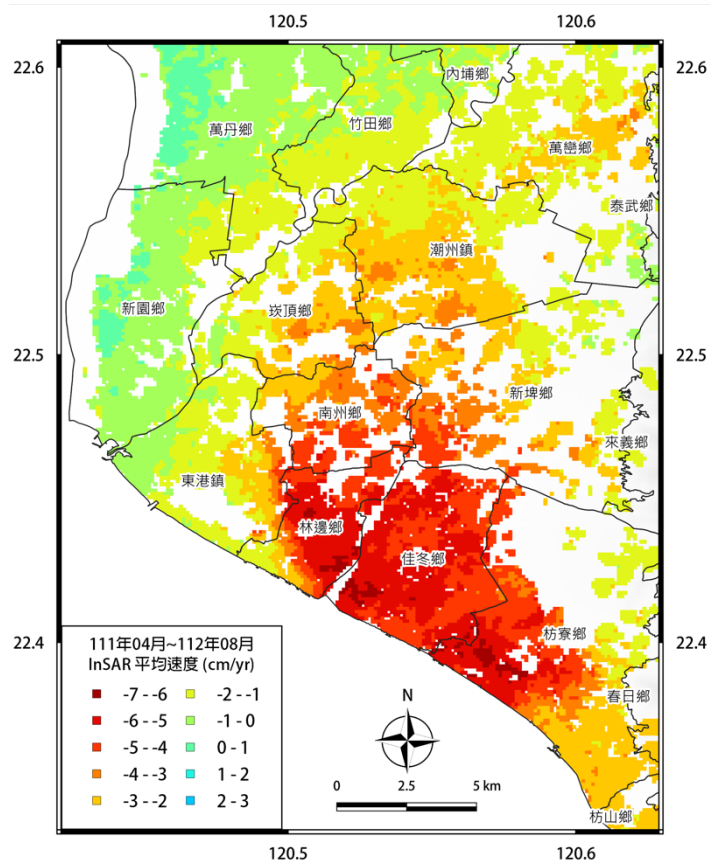 120.5 120.6
22.6 22.6
內埔鄉
萬丹鄉 竹田鄉
萬巒鄉
泰武鄉
潮州鎮
新園鄉 崁頂鄉
22.5 22.5
新埤鄉
南州鄉
來義鄉
東港鎮
林邊鄉
佳冬鄉
枋寮鄉
22.4 22.4
春日鄉
枋山鄉
111年04月~112年08月
InSAR 平均速度 (cm/yr)
-7 - -6 -2 - -1
-6 - -5 -1 - 0
-5 - -4 0 - 1
-4 - -3 1 - 2
-3 - -2 2 - 3
N
0 2.5 5 km
120.5 120.6